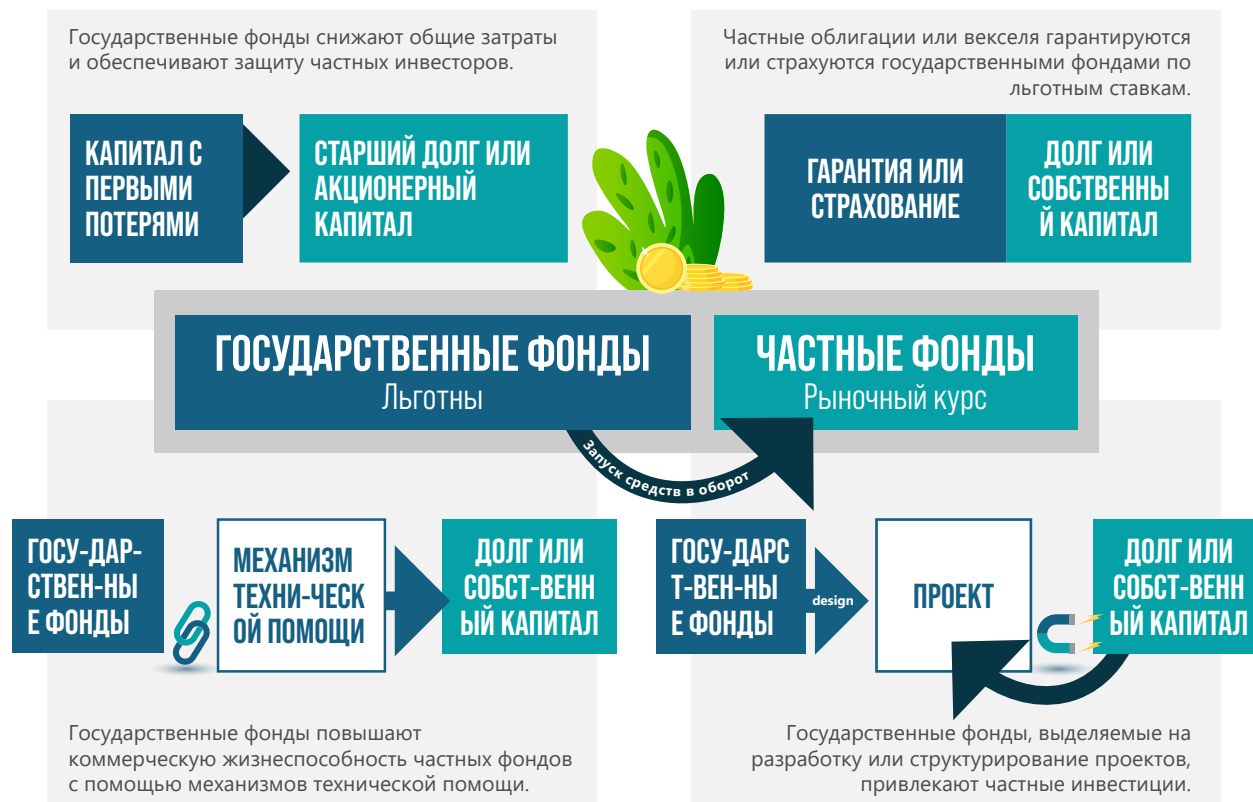 Государственные фонды снижают общие затраты
и обеспечивают защиту частных инвесторов.
КАПИТАЛ С
ПЕРВЫМИ
ПОТЕРЯМИ
СТАРШИЙ ДОЛГ ИЛИ
АКЦИОНЕРНЫЙ
КАПИТАЛ
Частные облигации или векселя гарантируются
или страхуются государственными фондами по
льготным ставкам.
ГАРАНТИЯ ИЛИ
СТРАХОВАНИЕ
ДОЛГ ИЛИ
СОБСТВЕННЫ
Й КАПИТАЛ
ГОСУДАРСТВЕННЫЕ ФОНДЫ
Льготны
ЧАСТНЫЕ ФОНДЫ
Рыночный курс
Запуск средств в оборот
ГОСУ-ДАР-
СТВЕН-НЫ
Е ФОНДЫ
МЕХАНИЗМ
ТЕХНИ-ЧЕСК
ОЙ ПОМОЩИ
ДОЛГ ИЛИ
СОБСТ-ВЕНН
ЫЙ КАПИТАЛ
Государственные фонды повышают
коммерческую жизнеспособность частных фондов
с помощью механизмов технической помощи.
ГОСУ-ДАРС
Т-ВЕН-НЫ
Е ФОНДЫ
design
ПРОЕКТ
ДОЛГ ИЛИ
СОБСТ-ВЕНН
ЫЙ КАПИТАЛ
Государственные фонды, выделяемые на
разработку или структурирование проектов,
привлекают частные инвестиции.